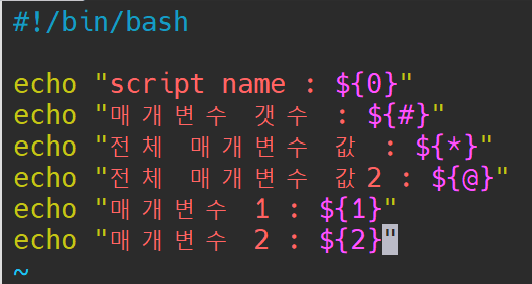 #!/bin/bash
echo "script name : ${0}"
echo "매개변수 갯수 : ${#}"
echo "전체 매개변수 값 : ${*}"
echo "전체 매개변수 값2 : ${@}"
echo "매개변수 1 : ${1}"
echo "매개변수 2 : ${2}"
~